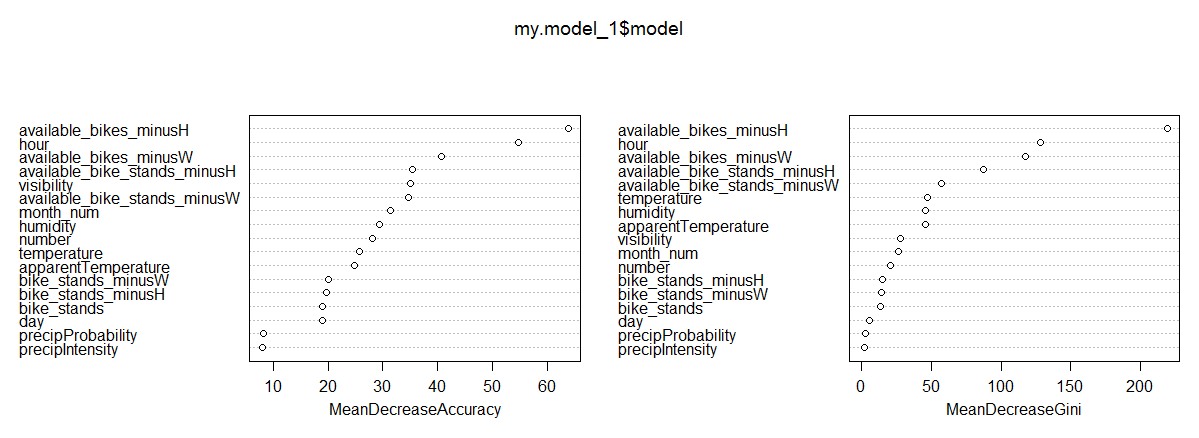 my.model_1$model
available_bikes_minusH
hour
available_bikes_minusW
available_bike_stands_minusH
visibility
available_bike_stands_minusW
month_num
humidity
number
temperature
apparentTemperature
bike_stands_minusW
bike_stands_minusH
bike_stands
day
precipProbability
precipIntensity
10 20 30 40 50 60
MeanDecreaseAccuracy
available_bikes_minusH
hour
available_bikes_minusW
available_bike_stands_minusH
available_bike_stands_minusW
temperature
humidity
apparentTemperature
visibility
month_num
number
bike_stands_minusH
bike_stands_minusW
bike_stands
day
precipProbability
precipIntensity
0 50 100 150 200
MeanDecreaseGini